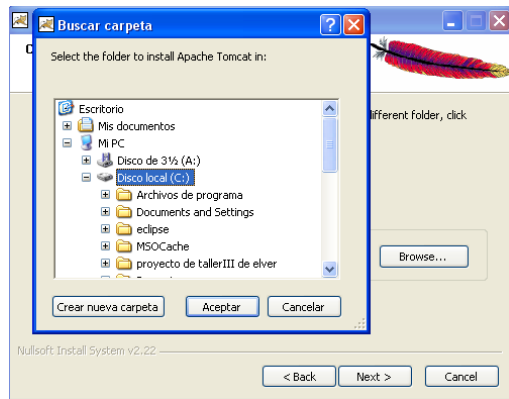 Buscar carpeta
Select the folder to install Apache Tomcat in:
Escritorio
Mis documentos
Mi PC
Disco de 3½ (A:)
Disco local (C:)
Archivos de programa
Documents and Settings
eclipse
MSOCache
proyecto de tallerIII de elver
Crear nueva carpeta Aceptar Cancelar
C
different folder, click
Browse...
Nullsoft Install System v2.22
< Back Next > Cancel